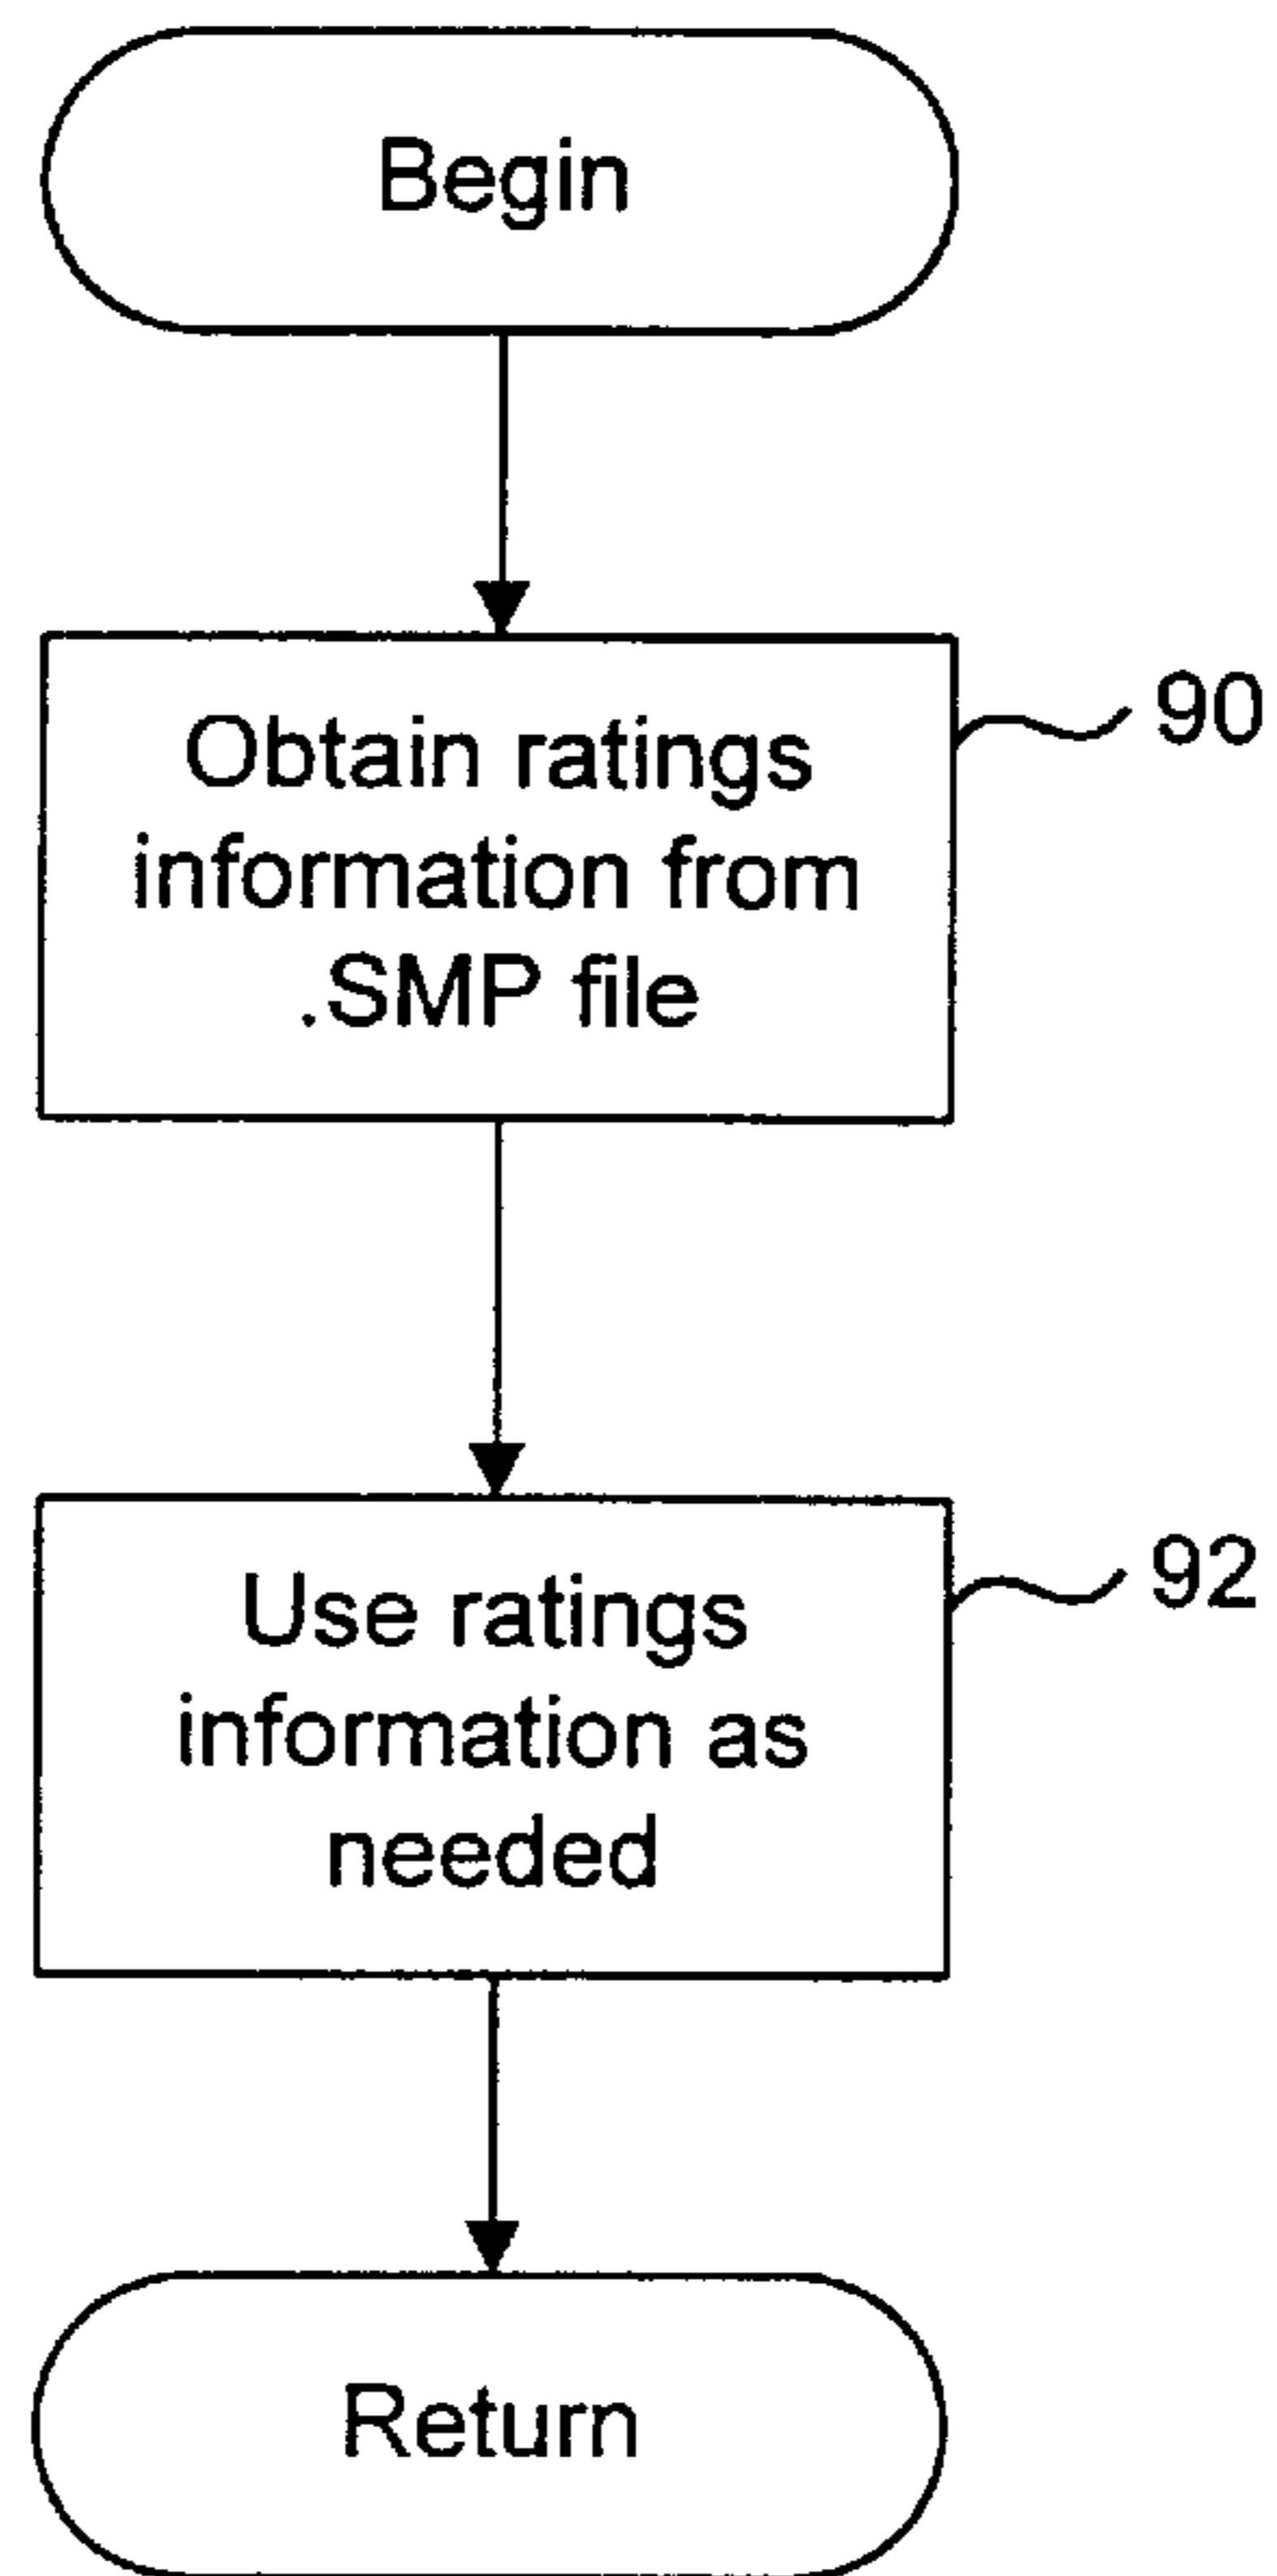 Begin
Obtain ratings
information from
.SMP file
90
Use ratings
information as
needed
92
Return